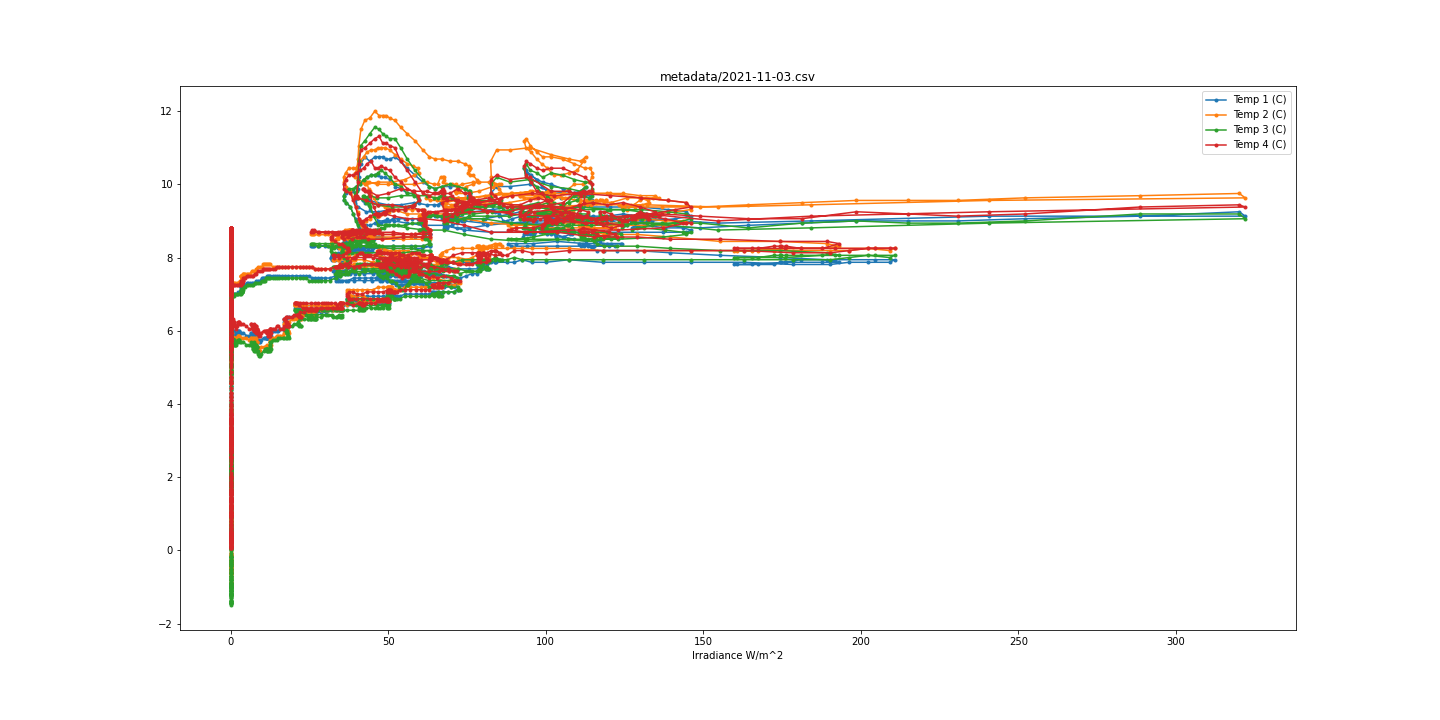 metadata/2021-11-03.csv
Temp 1 (C)
Temp 2 (C)
Temp 3 (C)
Temp 4 (C)
12
10
8
6
4
2
0
−2
0 50 100 150 200 250 300
Irradiance W/m^2